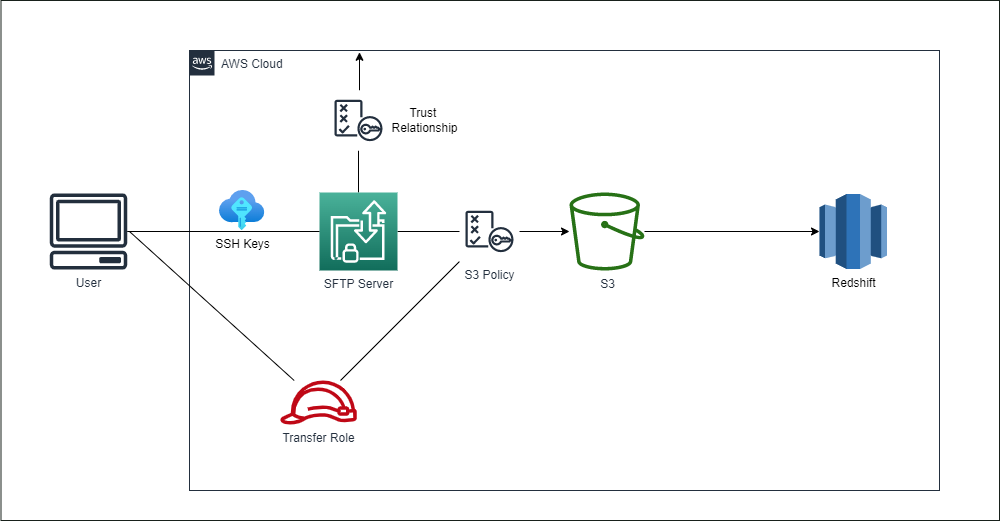 aws
AWS Cloud
Trust
Relationship
SSH Keys
User
SFTP Server
S3 Policy
S3
Redshift
Transfer Role